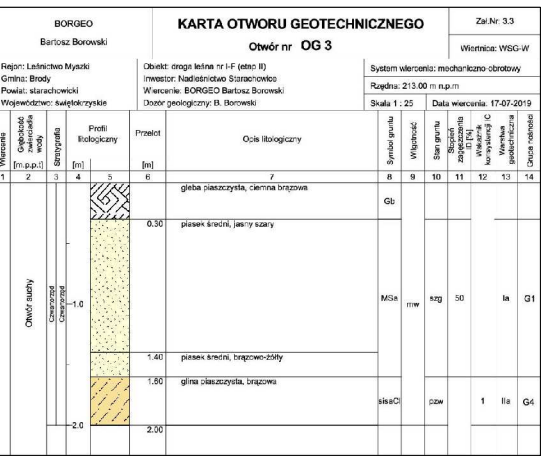 BORGEO
Bartosz Borowski
KARTA OTWORU GEOTECHNICZNEGO
Otwór nr OG 3
Zał.Nr: 3.3
Wiertnica: WSG-W
Rejon: Leśnictwo Myszki
Gmina: Brody
Powiat: starachowicki
Województwo: świętokrzyskie
Obiekt: droga leśna nr I-F (etap II)
Inwestor: Nadleśnictwo Starachowice
Wiercenie: BORGEO Bartosz Borowski
Dozór geologiczny: B. Borowski
System wiercenia: mechaniczno-obrotowy
Rzędna: 213.00 m n.p.m
Skala 1 : 25
Data wiercenia: 17-07-2019
Wiercenie
Głębokość
zwierciadła
wody
[m.p.p.t]
Stratygrafia
Profil
litologiczny
[m]
Przelot
[m]
Opis litologiczny
Symbol gruntu
Wilgotność
Stan gruntu
Stopień
zagęszczenia
ID [%]
Wskaźnik
konsystencji IC
Warstwa
geotechniczna
Grupa nośności
1 2 3 4 5 6 7 8 9 10 11 12 13 14
gleba piaszczysta, ciemna brązowa
Gb
0.30 piasek średni, jasny szary
Otwór suchy
Czwartorzęd
Czwartorzęd
-1.0
MSa mw szg 50 Ia G1
1.40 piasek średni, brązowo-żółty
1.60 glina piaszczysta, brązowa
sisaCl pzw 1 IIa G4
-2.0
2.00